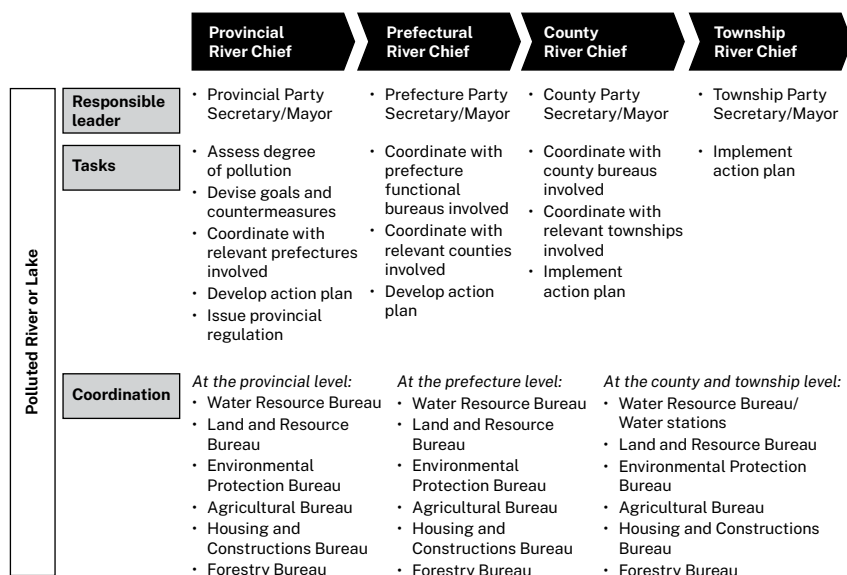 Provincial
River Chief
Prefectural
River Chief
County
River Chief
Township
River Chief
Polluted River or Lake
Responsible
leader
• Provincial Party
Secretary/Mayor
• Prefecture Party
Secretary/Mayor
• County Party
Secretary/Mayor
• Township Party
Secretary/Mayor
Tasks
• Assess degree
of pollution
• Devise goals and
countermeasures
• Coordinate with
relevant prefectures
involved
• Develop action plan
• Issue provincial
regulation
• Coordinate with
prefecture
functional
bureaus involved
• Coordinate with
relevant counties
involved
• Develop action
plan
• Coordinate with
county bureaus
involved
• Coordinate with
relevant townships
involved
• Implement
action plan
• Implement
action plan
Coordination
At the provincial level:
• Water Resource Bureau
• Land and Resource
Bureau
• Environmental
Protection Bureau
• Agricultural Bureau
• Housing and
Constructions Bureau
• Forestry Bureau
At the prefecture level:
• Water Resource Bureau
• Land and Resource
Bureau
• Environmental
Protection Bureau
• Agricultural Bureau
• Housing and
Constructions Bureau
• Forestry Bureau
At the county and township level:
• Water Resource Bureau/
Water stations
• Land and Resource Bureau
• Environmental Protection
Bureau
• Agricultural Bureau
• Housing and Constructions
Bureau
• Forestry Bureau